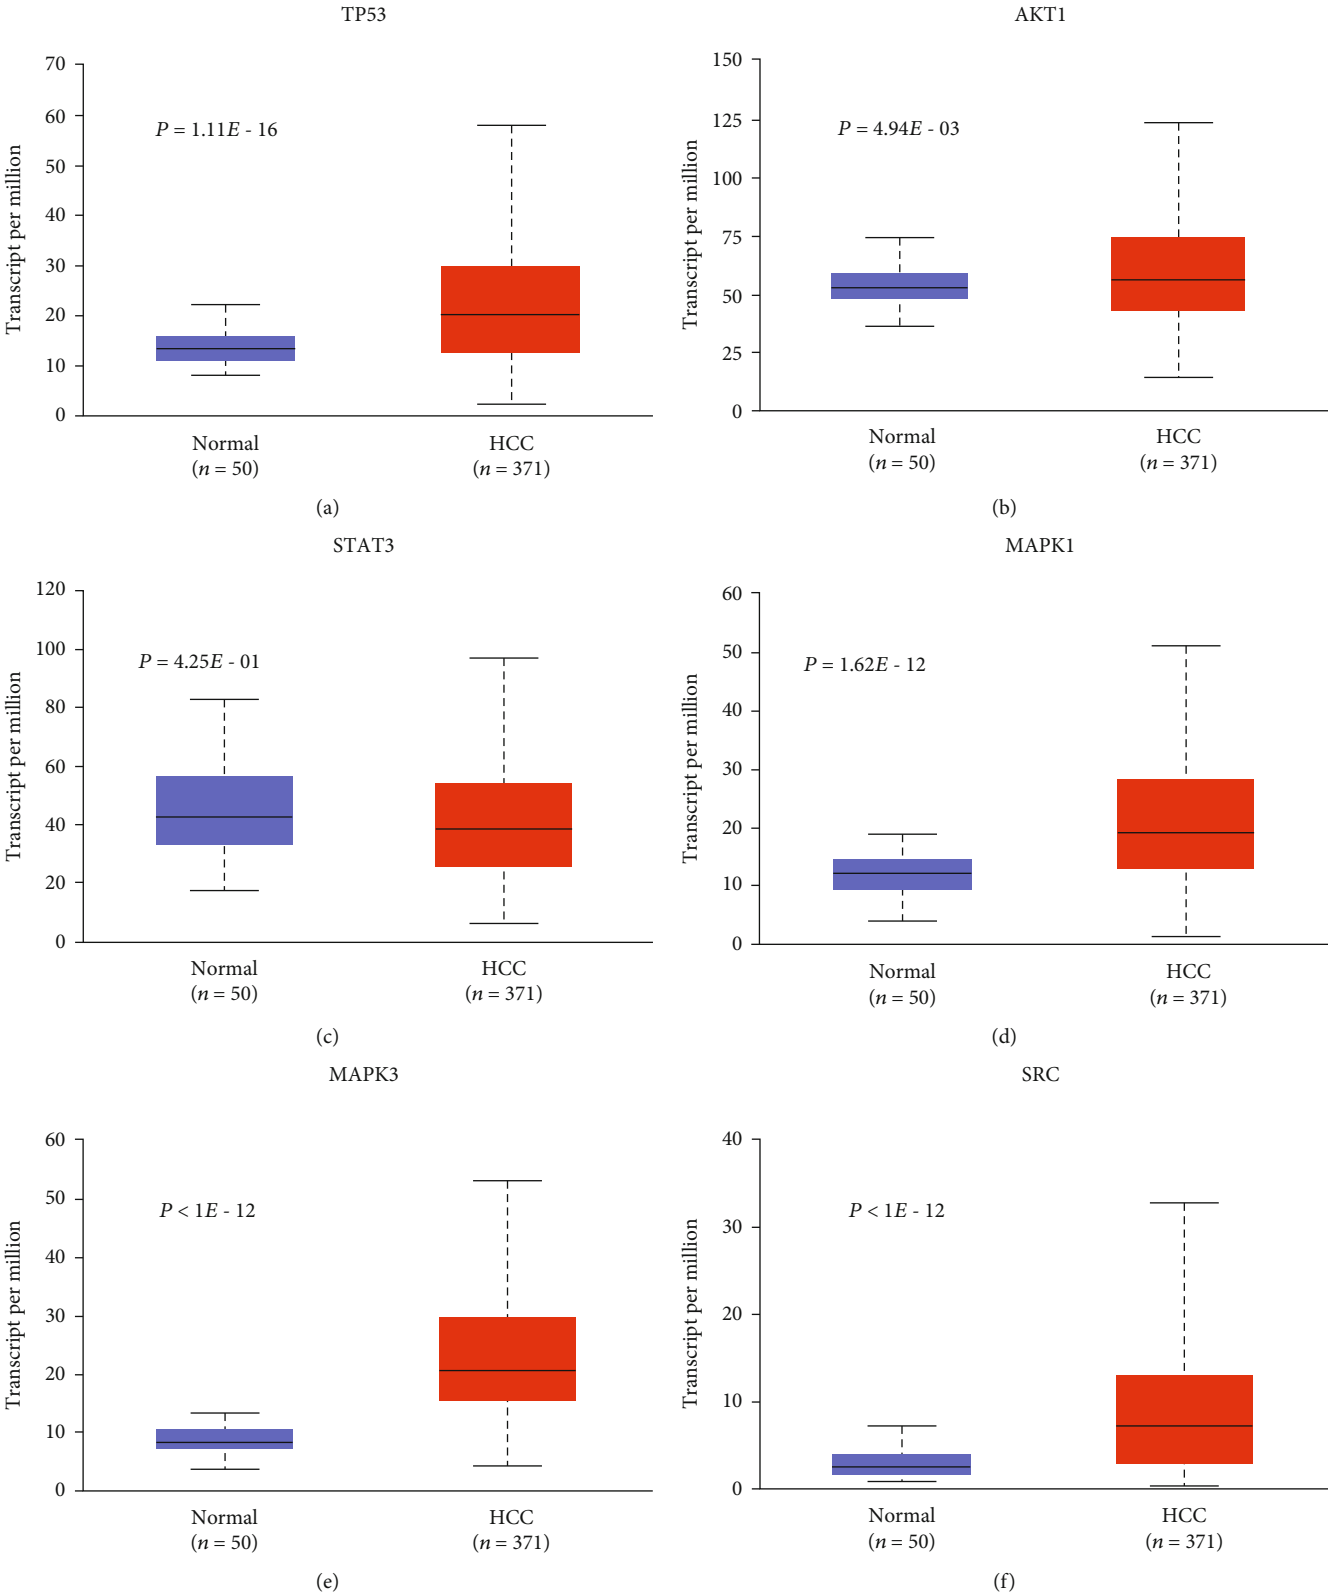 TP53
70
60
50
40
30
20
10
0
Transcript per million
P = 1.11E - 16
Normal
(n = 50)
HCC
(n = 371)
(a)
AKT1
150
125
100
75
50
25
0
Transcript per million
P = 4.94E - 03
Normal
(n = 50)
HCC
(n = 371)
(b)
STAT3
120
100
80
60
40
20
0
Transcript per million
P = 4.25E - 01
Normal
(n = 50)
HCC
(n = 371)
(c)
MAPK1
60
50
40
30
20
10
0
Transcript per million
P = 1.62E - 12
Normal
(n = 50)
HCC
(n = 371)
(d)
MAPK3
60
50
40
30
20
10
0
Transcript per million
P < 1E - 12
Normal
(n = 50)
HCC
(n = 371)
(e)
SRC
40
30
20
10
0
Transcript per million
P < 1E - 12
Normal
(n = 50)
HCC
(n = 371)
(f)